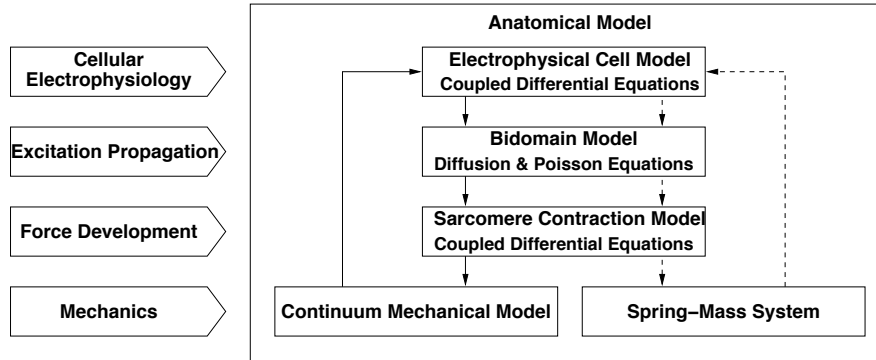 Anatomical Model
Cellular
Electrophysiology
Electrophysical Cell Model
Coupled Differential Equations
Excitation Propagation
Bidomain Model
Diffusion & Poisson Equations
Force Development
Sarcomere Contraction Model
Coupled Differential Equations
Mechanics
Continuum Mechanical Model
Spring–Mass System